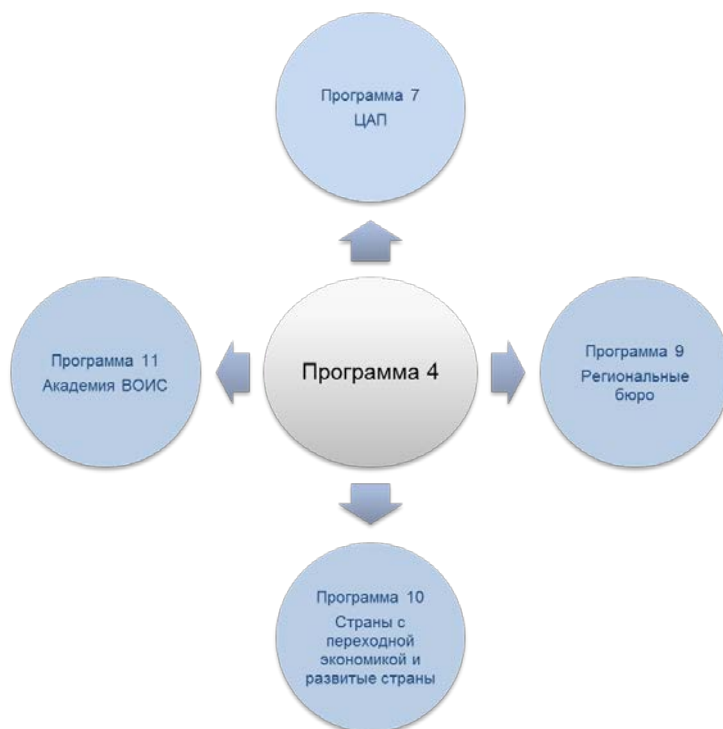 Программа 7
ЦАП
Программа 11
Академия ВОИС
Программа 4
Программа 9
Региональные
бюро
Программа 10
Страны с
переходной
экономикой и
развитые страны